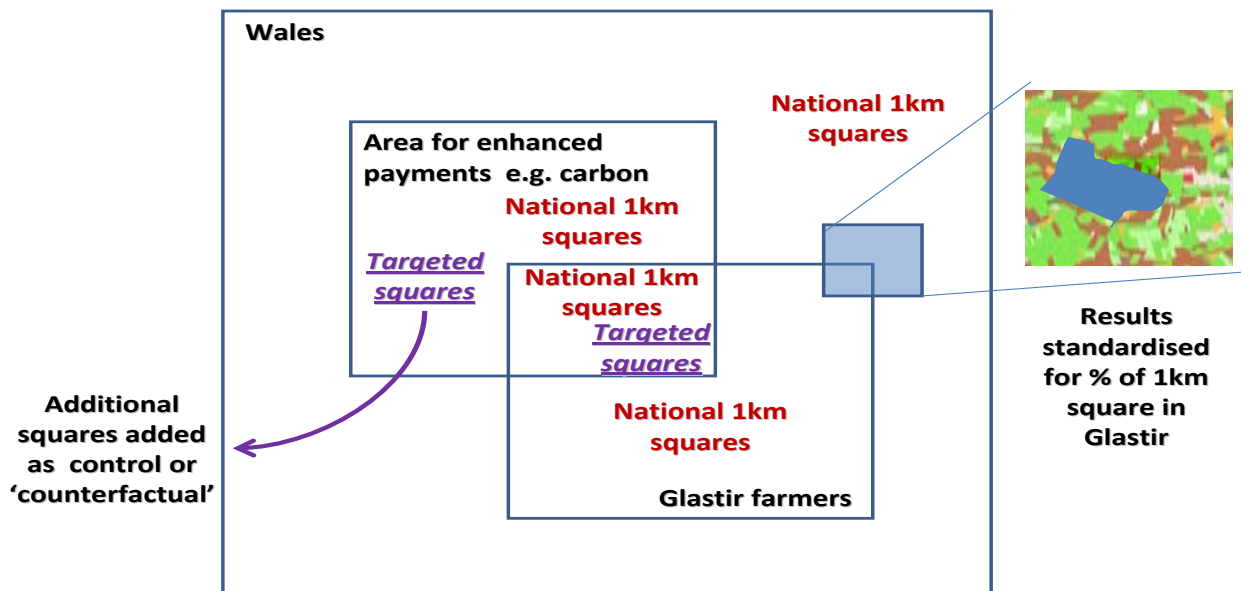 Wales
National 1km
squares
Area for enhanced
payments e.g. carbon
National 1km
squares
Targeted
squares
National 1km
squares
Targeted
squares
National 1km
squares
Glastir farmers
Additional
squares added
as control or
‘counterfactual’
Results
standardised
for % of 1km
square in
Glastir